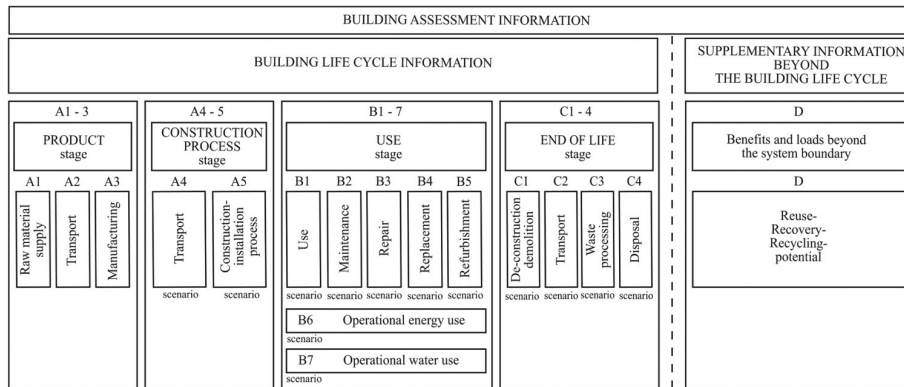 BUILDING ASSESSMENT INFORMATION
BUILDING LIFE CYCLE INFORMATION
SUPPLEMENTARY INFORMATION
BEYOND
THE BUILDING LIFE CYCLE
A1 - 3
PRODUCT
stage
A1
Raw material
supply
A2
Transport
A3
Manufacturing
A4 - 5
CONSTRUCTION
PROCESS
stage
A4
Transport
scenario
A5
Construction-
installation
process
scenario
B1 - 7
USE
stage
B1
Use
scenario
B2
Maintenance
scenario
B3
Repair
scenario
B4
Replacement
scenario
B5
Refurbishment
scenario
B6 Operational energy use
scenario
B7 Operational water use
scenario
C1 - 4
END OF LIFE
stage
C1
De-construction
demolition
scenario
C2
Transport
scenario
C3
Waste
processing
scenario
C4
Disposal
scenario
D
Benefits and loads beyond
the system boundary
D
Reuse-
Recovery-
Recycling-
potential